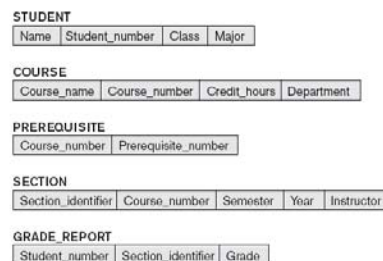 STUDENT
Name Student_number Class Major
COURSE
Course_name Course_number Credit_hours Department
PREREQUISITE
Course_number Prerequisite_number
SECTION
Section_identifier Course_number Semester Year Instructor
GRADE_REPORT
Student_number Section_identifier Grade